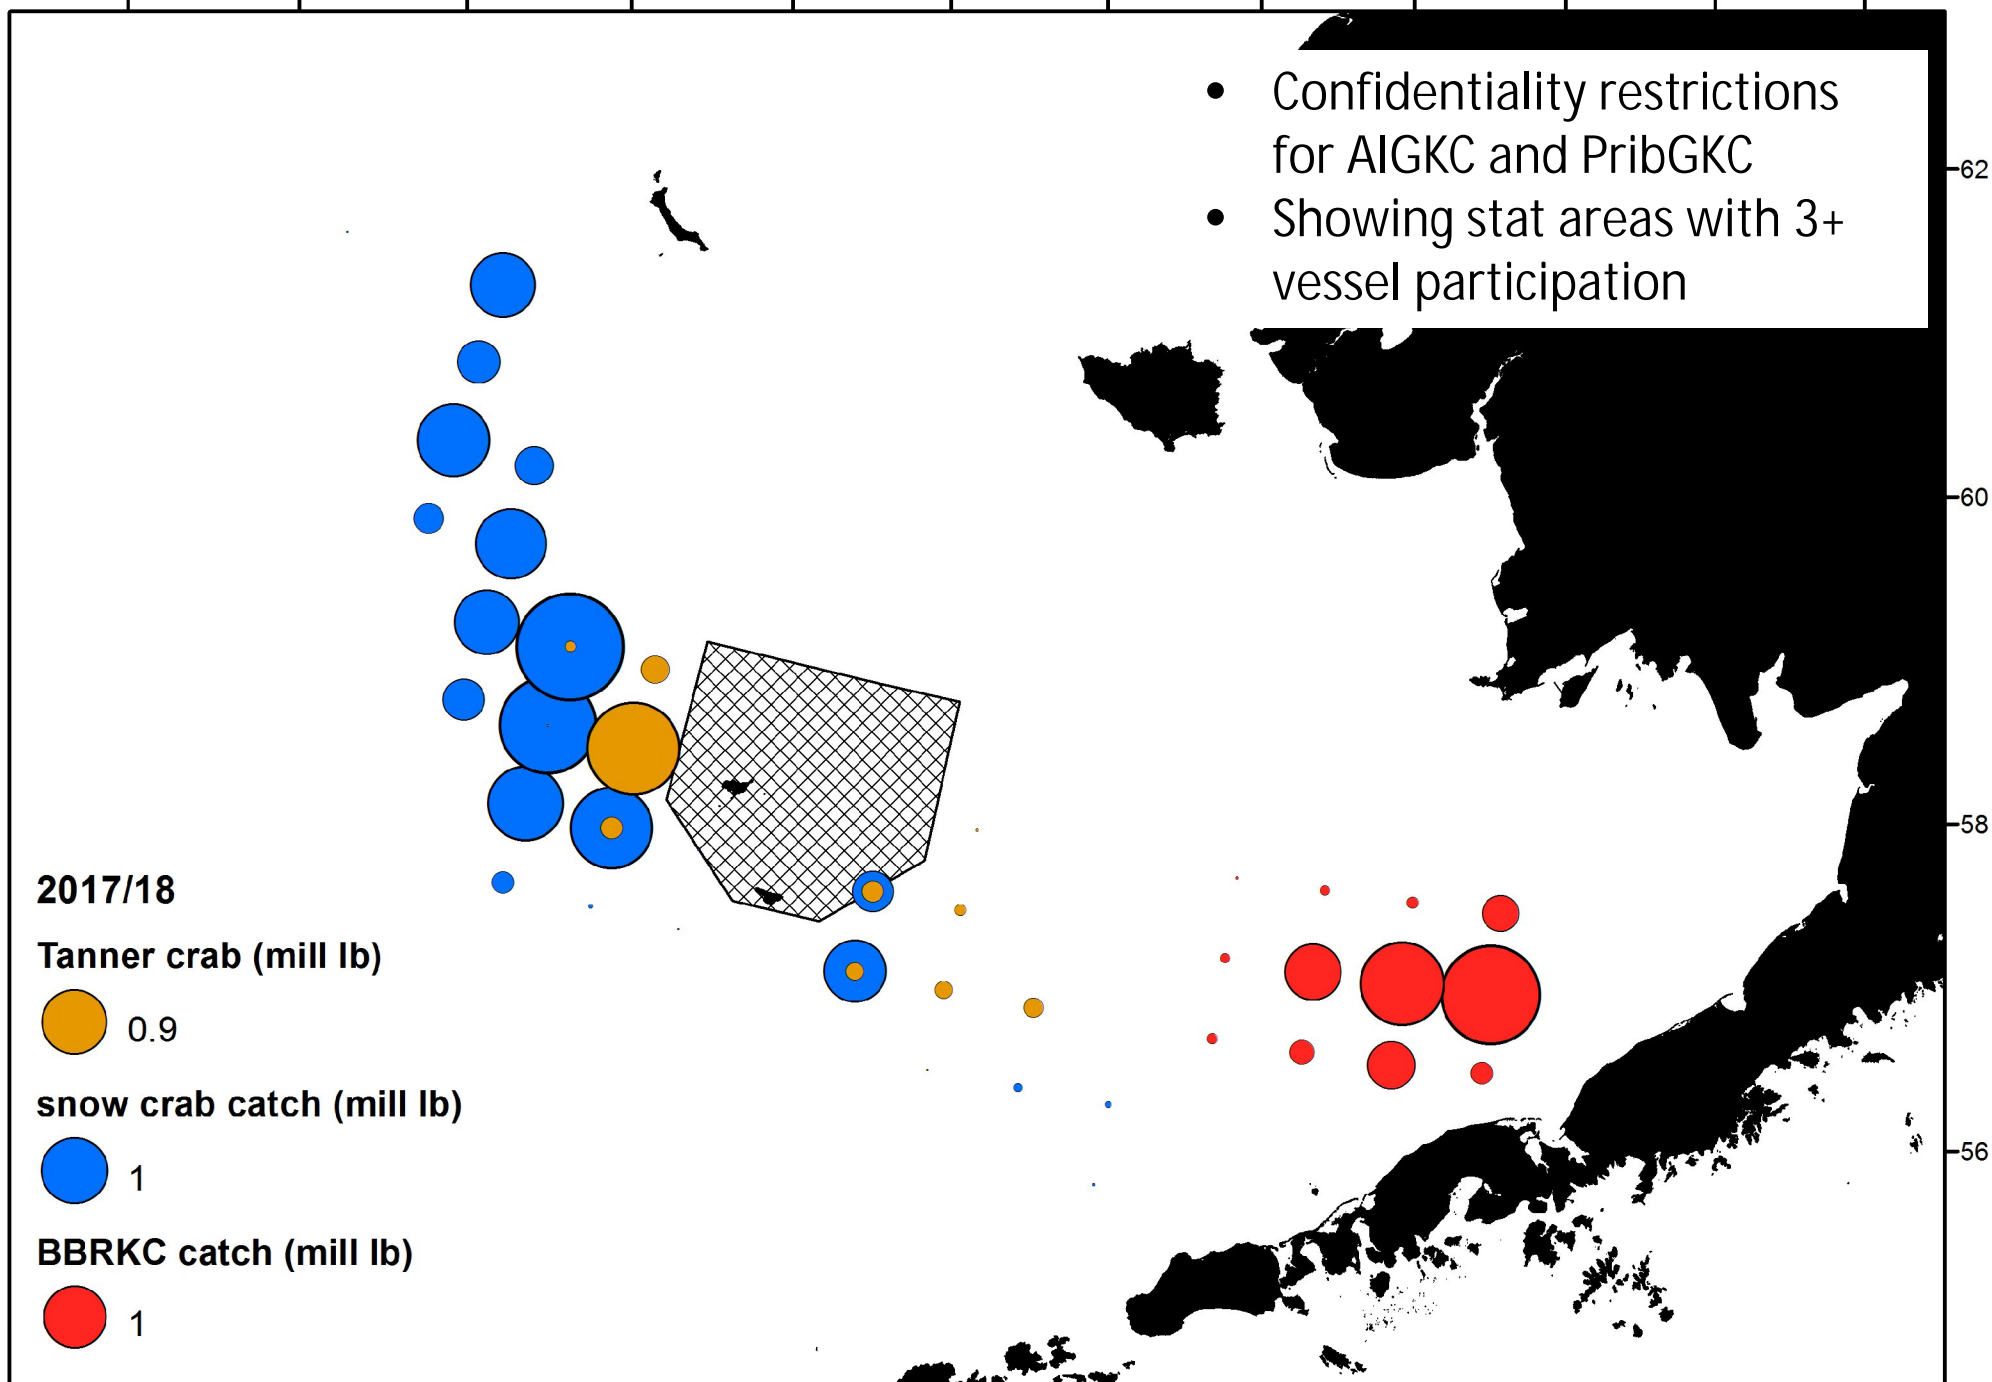 • Confidentiality restrictions
for AIGKC and PribGKC
• Showing stat areas with 3+
vessel participation
62
60
58
56
2017/18
Tanner crab (mill lb)
0.9
snow crab catch (mill lb)
1
BBRKC catch (mill lb)
1